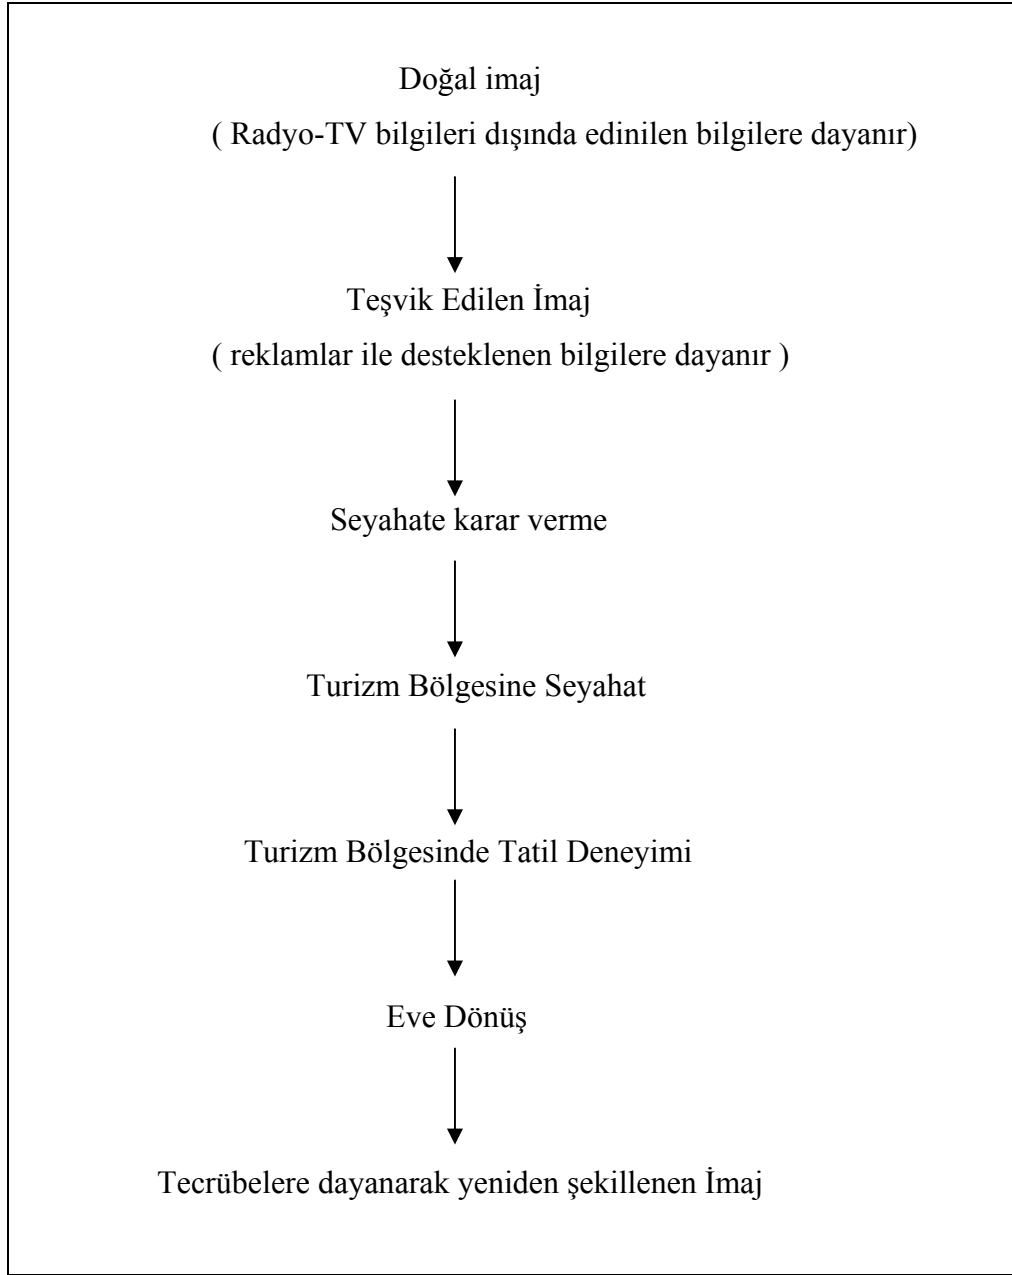 Doğal imaj
( Radyo-TV bilgileri dışında edinilen bilgilere dayanır)
Teşvik Edilen İmaj
( reklamlar ile desteklenen bilgilere dayanır )
Seyahate karar verme
Turizm Bölgesine Seyahat
Turizm Bölgesinde Tatil Deneyimi
Eve Dönüş
Tecrübelere dayanarak yeniden şekillenen İmaj